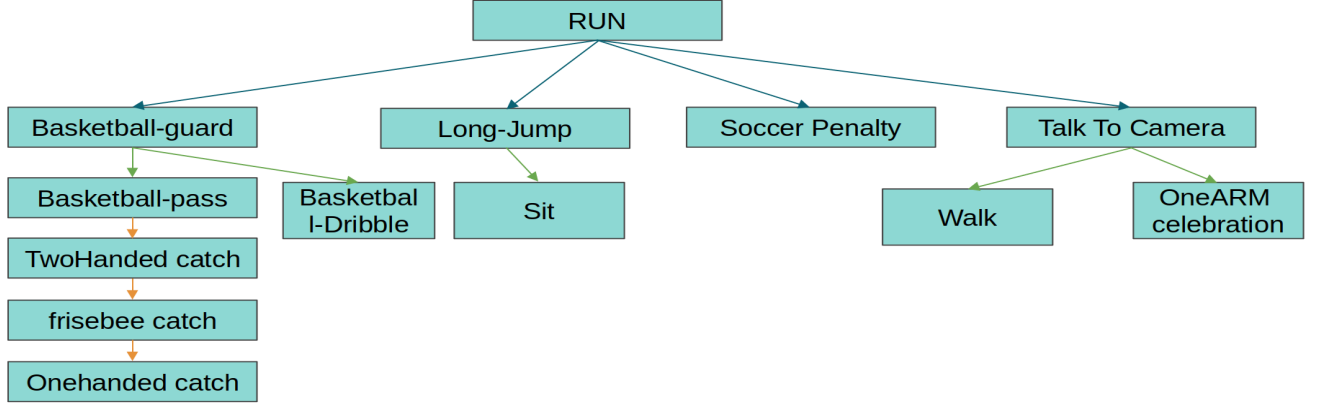 RUN
Basketball-guard
Long-Jump
Soccer Penalty
Talk To Camera
Basketball-pass
Basketbal
l-Dribble
Sit
Walk
OneARM
celebration
TwoHanded catch
frisebee catch
Onehanded catch